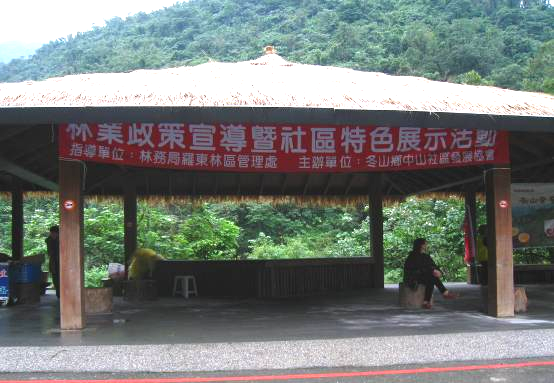 林業政策宣導暨社區特色展示活動
指導單位：林務局羅東林區管理處　主辦單位：冬山鄉中山社區發展協會